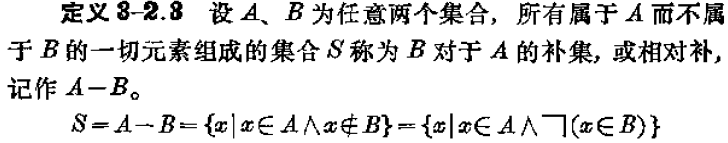 定义 3-2.3 设 A、B 为任意两个集合, 所有属于 A 而不属
于 B 的一切元素组成的集合 S 称为 B 对于 A 的补集, 或相对补,
记作 A－B。
S＝A－B＝{x|x∈A∧x∉B}＝{x|x∈A∧￢(x∈B)}